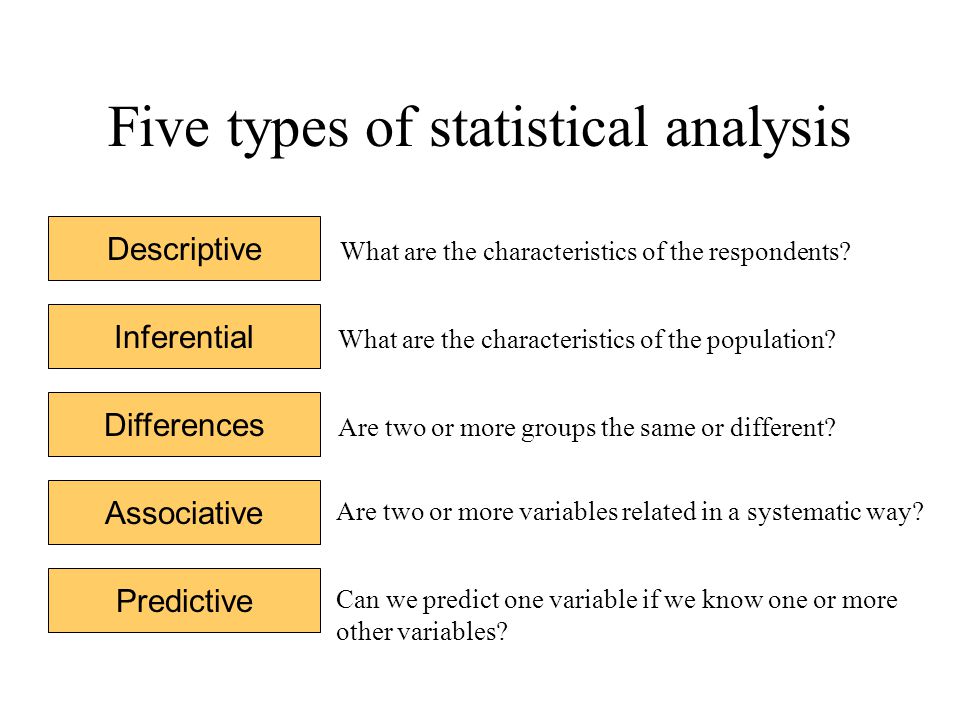 Five types of statistical analysis
Descriptive
What are the characteristics of the respondents?
Inferential
What are the characteristics of the population?
Differences
Are two or more groups the same or different?
Associative
Are two or more variables related in a systematic way?
Predictive
Can we predict one variable if we know one or more
other variables?